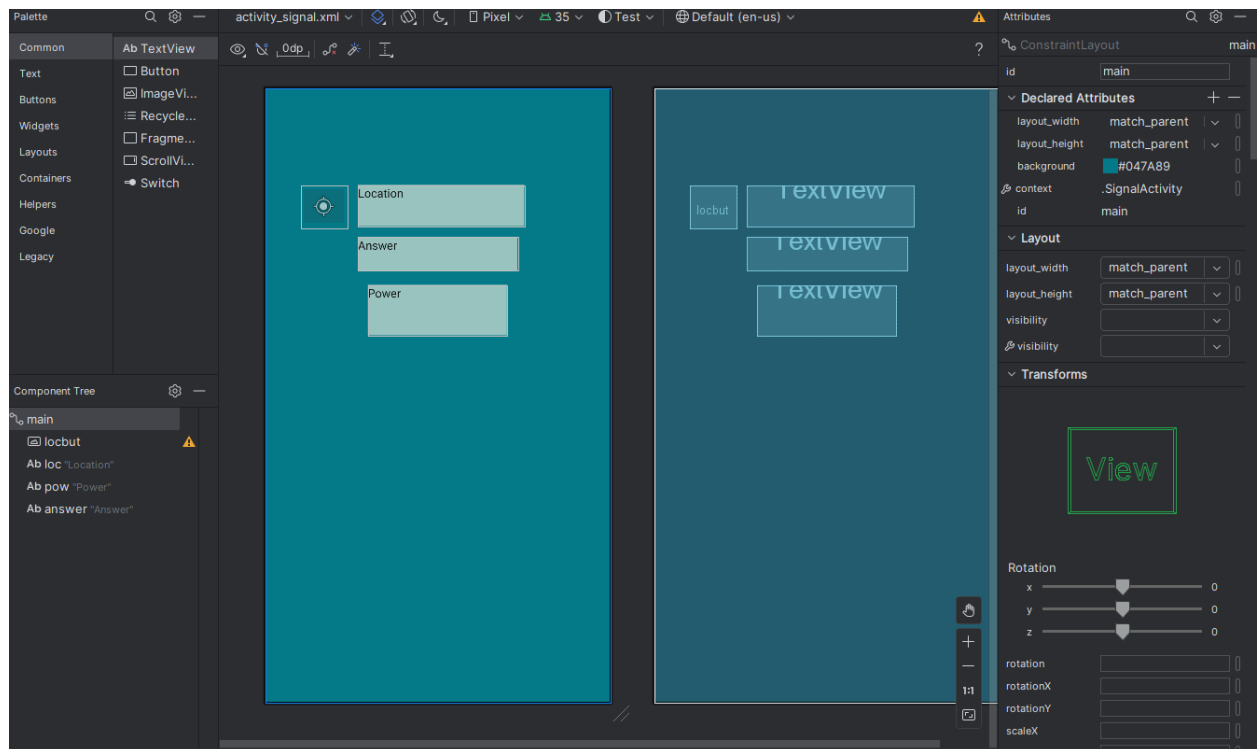 Palette
activity_signal.xml
Pixel
35
Test
Default (en-us)
Attributes
Common
Text
Buttons
Widgets
Layouts
Containers
Helpers
Google
Legacy
Ab TextView
Button
ImageVi...
Recycle...
Fragme...
ScrollVi...
Switch
0dp
?
Location
Answer
Power
locbut
TextView
TextView
TextView
1:1
Component Tree
main
locbut
Ab loc "Location"
Ab pow "Power"
Ab answer "Answer"
ConstraintLayout main
id main
Declared Attributes
layout_width match_parent
layout_height match_parent
background #047A89
context .SignalActivity
id main
Layout
layout_width match_parent
layout_height match_parent
visibility
visibility
Transforms
View
Rotation
x 0
y 0
z 0
rotation
rotationX
rotationY
scaleX